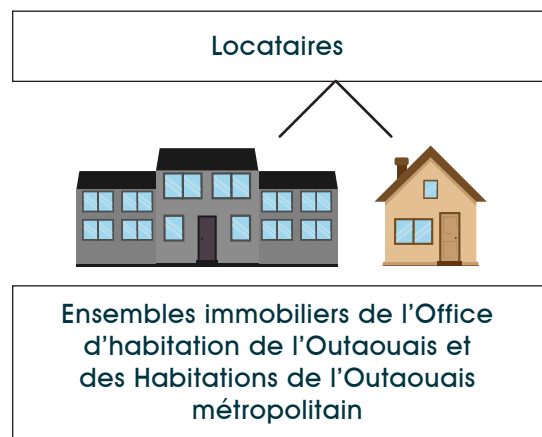 Locataires
Ensembles immobiliers de l’Office
d’habitation de l’Outaouais et
des Habitations de l’Outaouais
métropolitain